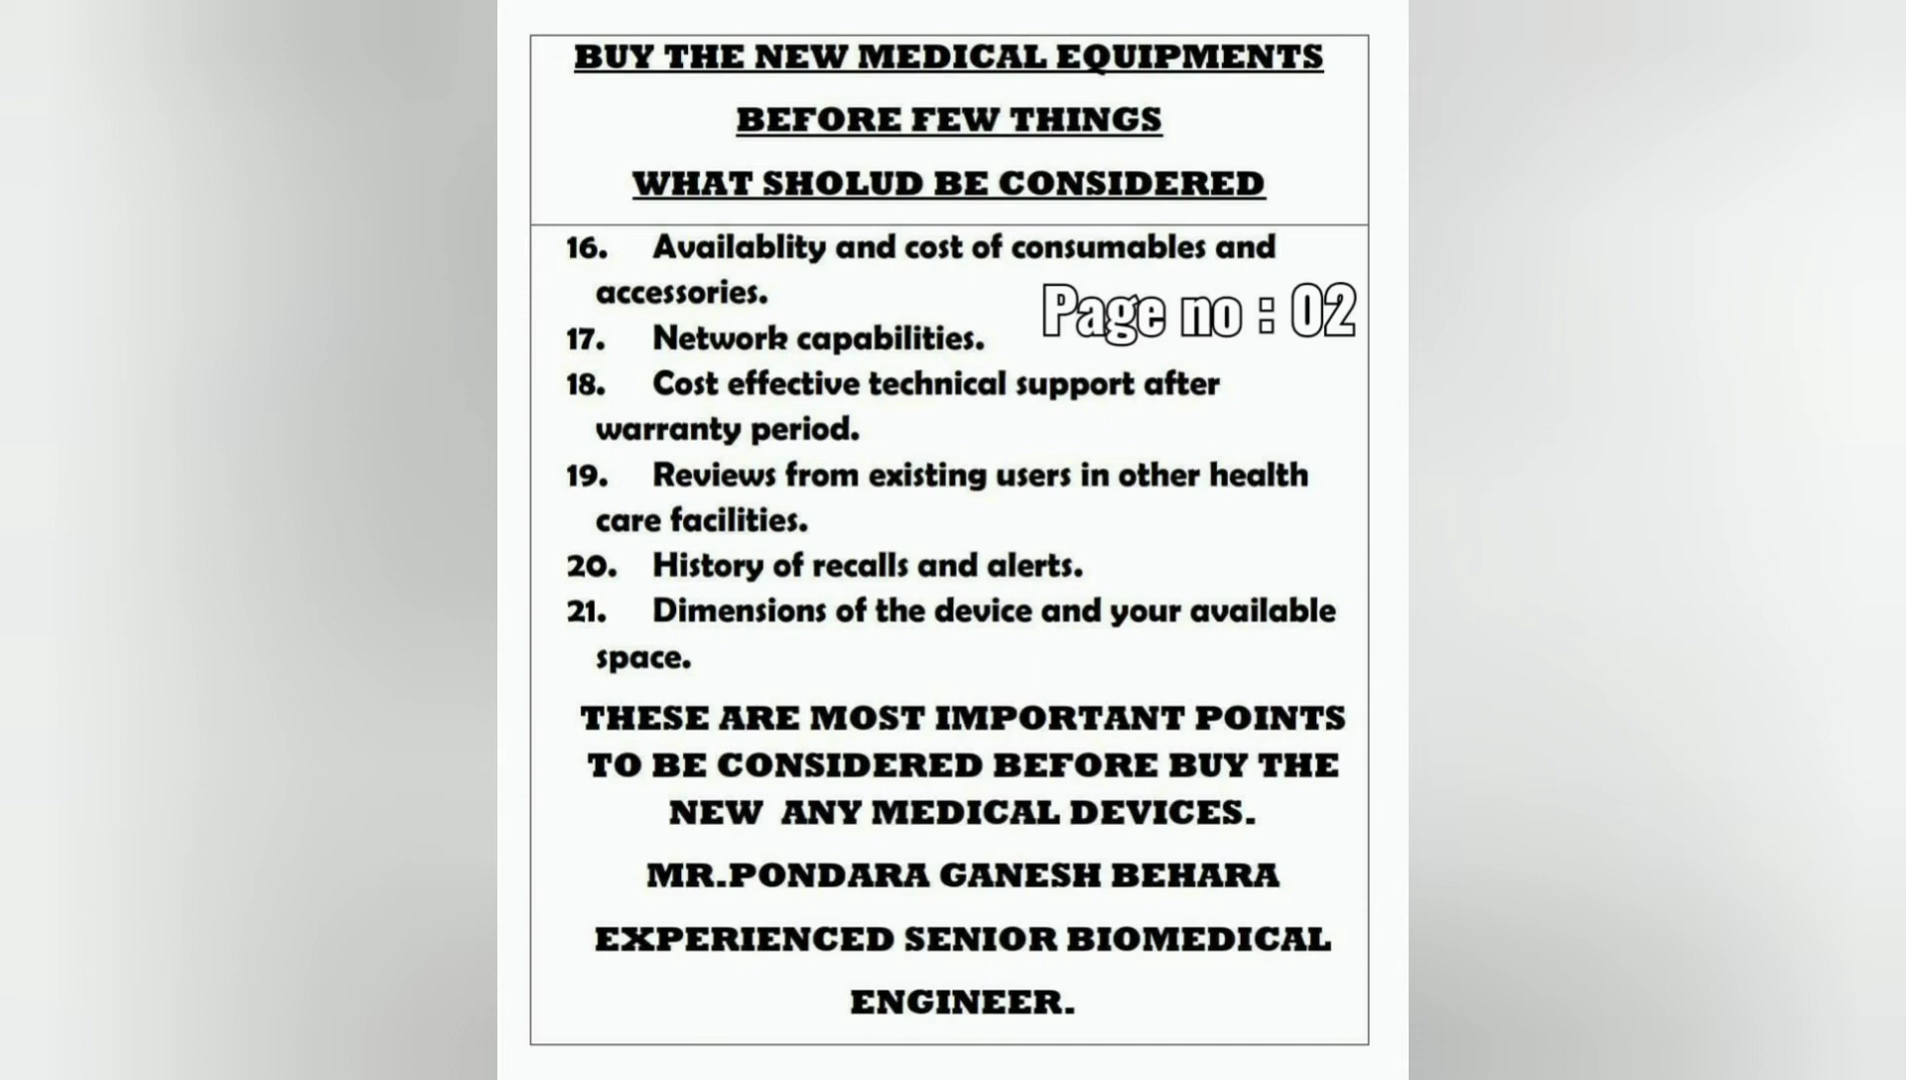 BUY THE NEW MEDICAL EQUIPMENTS
BEFORE FEW THINGS
WHAT SHOLUD BE CONSIDERED
16. Availablity and cost of consumables and
accessories.
Page no : 02
17. Network capabilities.
18. Cost effective technical support after
warranty period.
19. Reviews from existing users in other health
care facilities.
20. History of recalls and alerts.
21. Dimensions of the device and your available
space.
THESE ARE MOST IMPORTANT POINTS
TO BE CONSIDERED BEFORE BUY THE
NEW ANY MEDICAL DEVICES.
MR.PONDARA GANESH BEHARA
EXPERIENCED SENIOR BIOMEDICAL
ENGINEER.